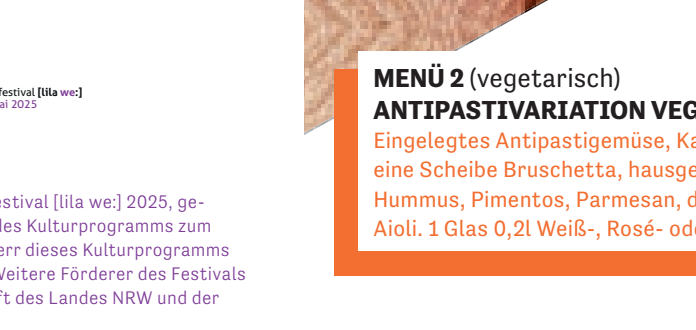 festival [lila we:]
ai 2025
estival [lila we:] 2025, ge-
des Kulturprogramms zum
err dieses Kulturprogramms
Weitere Förderer des Festivals
ft des Landes NRW und der
MENÜ 2 (vegetarisch)
ANTIPASTIVARIATION VEG
Eingelegtes Antipastigemüse, Ka
eine Scheibe Bruschetta, hausge
Hummus, Pimentos, Parmesan, d
Aioli. 1 Glas 0,2l Weiß-, Rosé- ode